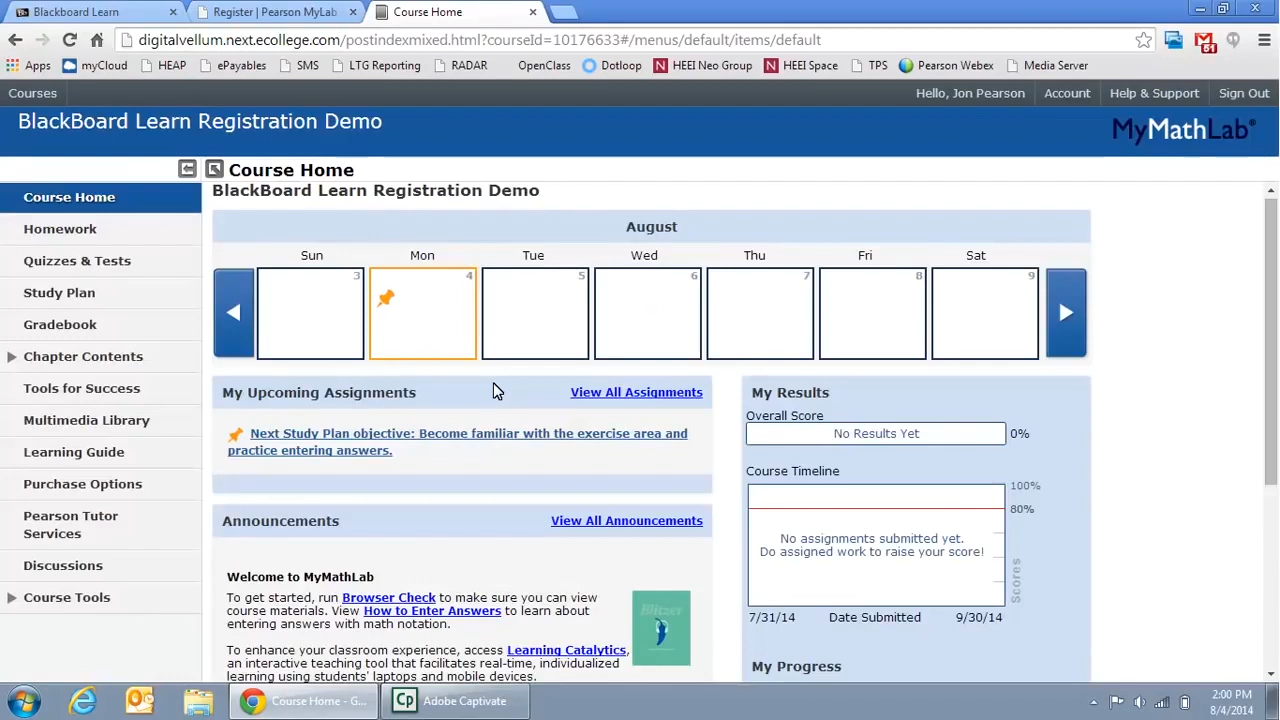 Blackboard Learn
Register | Pearson MyLab
Course Home
digitalvellum.next.ecollege.com/postindexmixed.html?courseId=10176633#/menus/default/items/default
51
Apps myCloud HEAP ePayables SMS LTG Reporting RADAR OpenClass Dotloop HEEI Neo Group HEEI Space TPS Pearson Webex Media Server
Courses
Hello, Jon Pearson Account Help & Support Sign Out
BlackBoard Learn Registration Demo
MyMathLab®
Course Home
BlackBoard Learn Registration Demo
Course Home
Homework
Quizzes & Tests
Study Plan
Gradebook
Chapter Contents
Tools for Success
Multimedia Library
Learning Guide
Purchase Options
Pearson Tutor
Services
Discussions
Course Tools
August
Sun Mon Tue Wed Thu Fri Sat
3 4 5 6 7 8 9
My Upcoming Assignments View All Assignments
Next Study Plan objective: Become familiar with the exercise area and
practice entering answers.
Announcements View All Announcements
Welcome to MyMathLab
To get started, run Browser Check to make sure you can view
course materials. View How to Enter Answers to learn about
entering answers with math notation.
To enhance your classroom experience, access Learning Catalytics,
an interactive teaching tool that facilitates real-time, individualized
learning using students' laptops and mobile devices.
Blitzer
My Results
Overall Score
No Results Yet 0%
Course Timeline
100%
80%
No assignments submitted yet.
Do assigned work to raise your score!
Scores
7/31/14 Date Submitted 9/30/14
My Progress
Course Home - G...
Cp Adobe Captivate
2:00 PM
8/4/2014